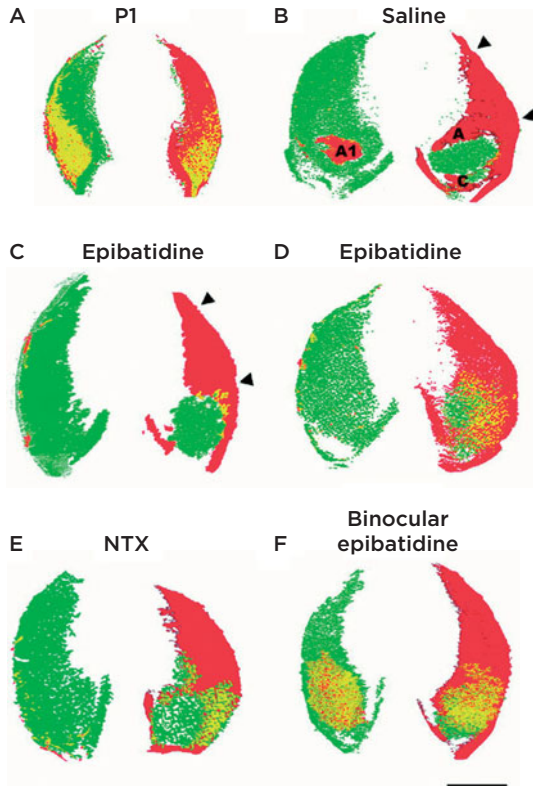 A P1
B Saline
A1
A
C
C Epibatidine
D Epibatidine
E NTX
F Binocular
epibatidine